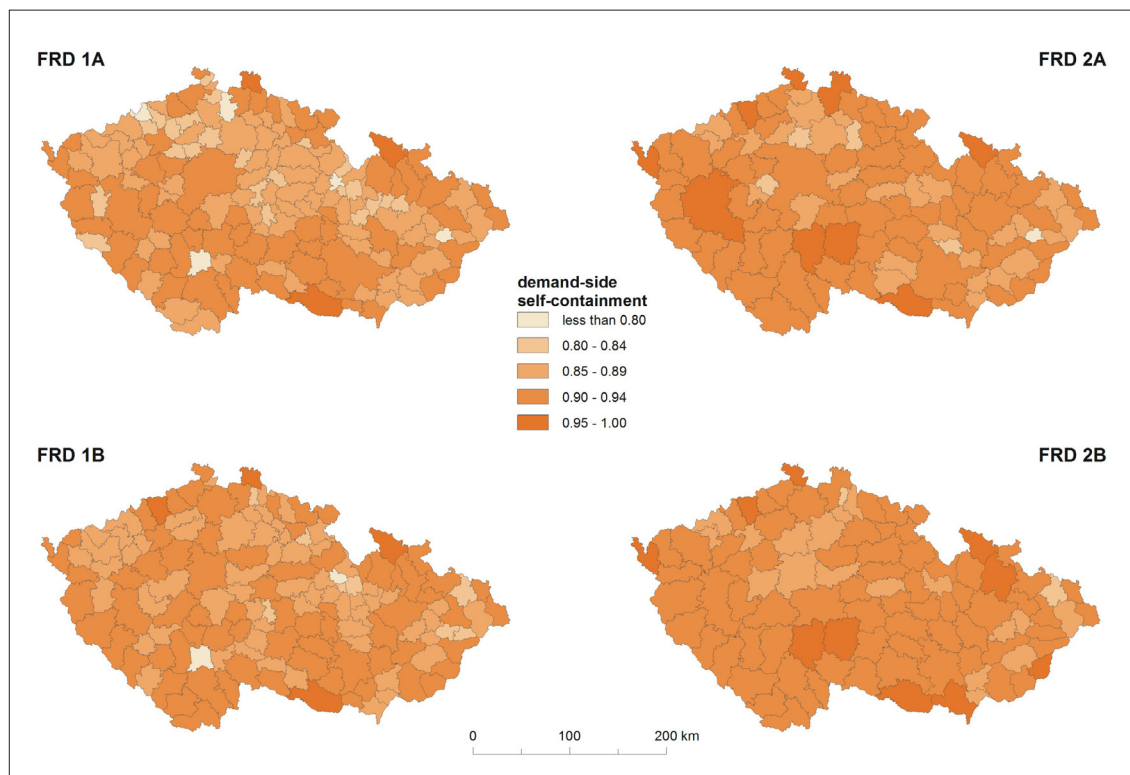 FRD 1A
FRD 2A
demand-side
self-containment
less than 0.80
0.80 - 0.84
0.85 - 0.89
0.90 - 0.94
0.95 - 1.00
FRD 1B
FRD 2B
0 100 200 km